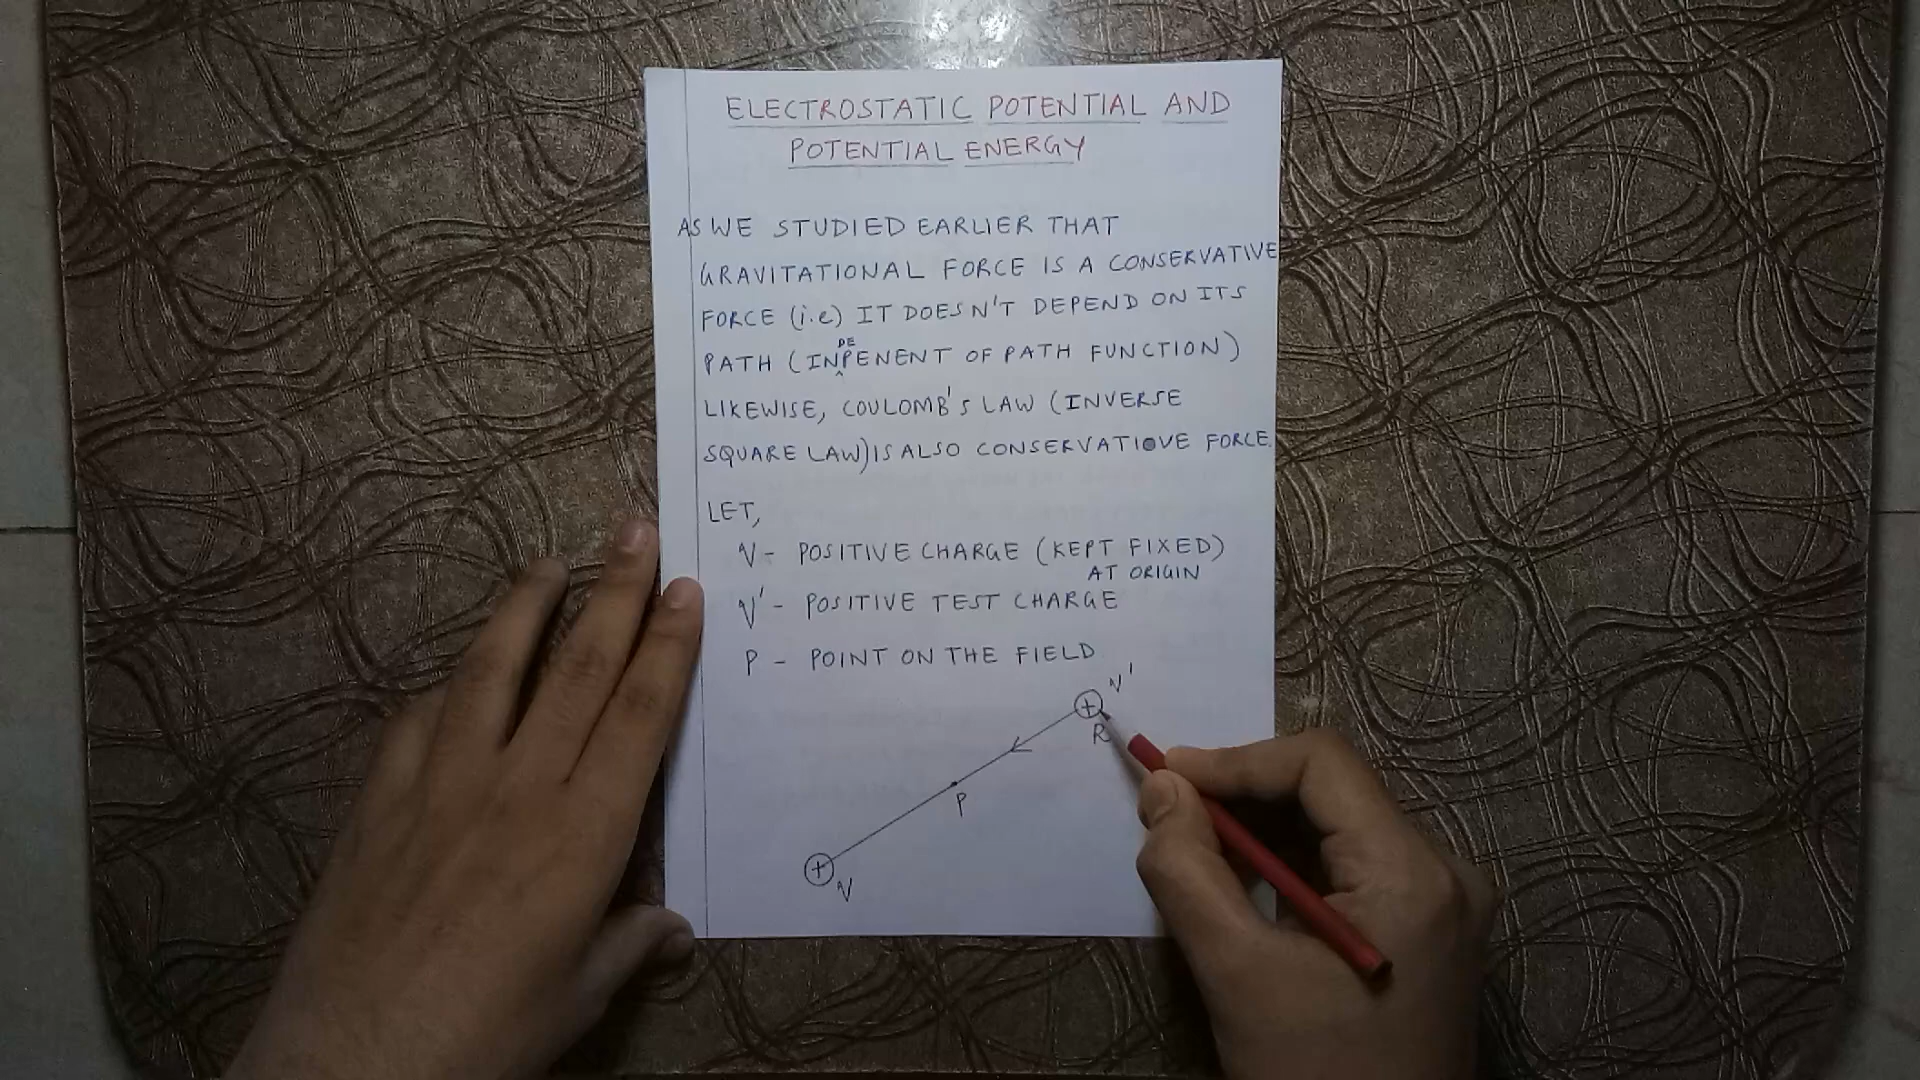 ELECTROSTATIC POTENTIAL AND
POTENTIAL ENERGY
AS WE STUDIED EARLIER THAT
GRAVITATIONAL FORCE IS A CONSERVATIVE
FORCE (i.e) IT DOESN'T DEPEND ON ITS
DE
PATH (INPENENT OF PATH FUNCTION)
LIKEWISE, COULOMB'S LAW (INVERSE
SQUARE LAW) IS ALSO CONSERVATIVE FORCE.
LET,
q - POSITIVE CHARGE (KEPT FIXED)
AT ORIGIN
q' - POSITIVE TEST CHARGE
P - POINT ON THE FIELD
q'
+
R
P
+
q